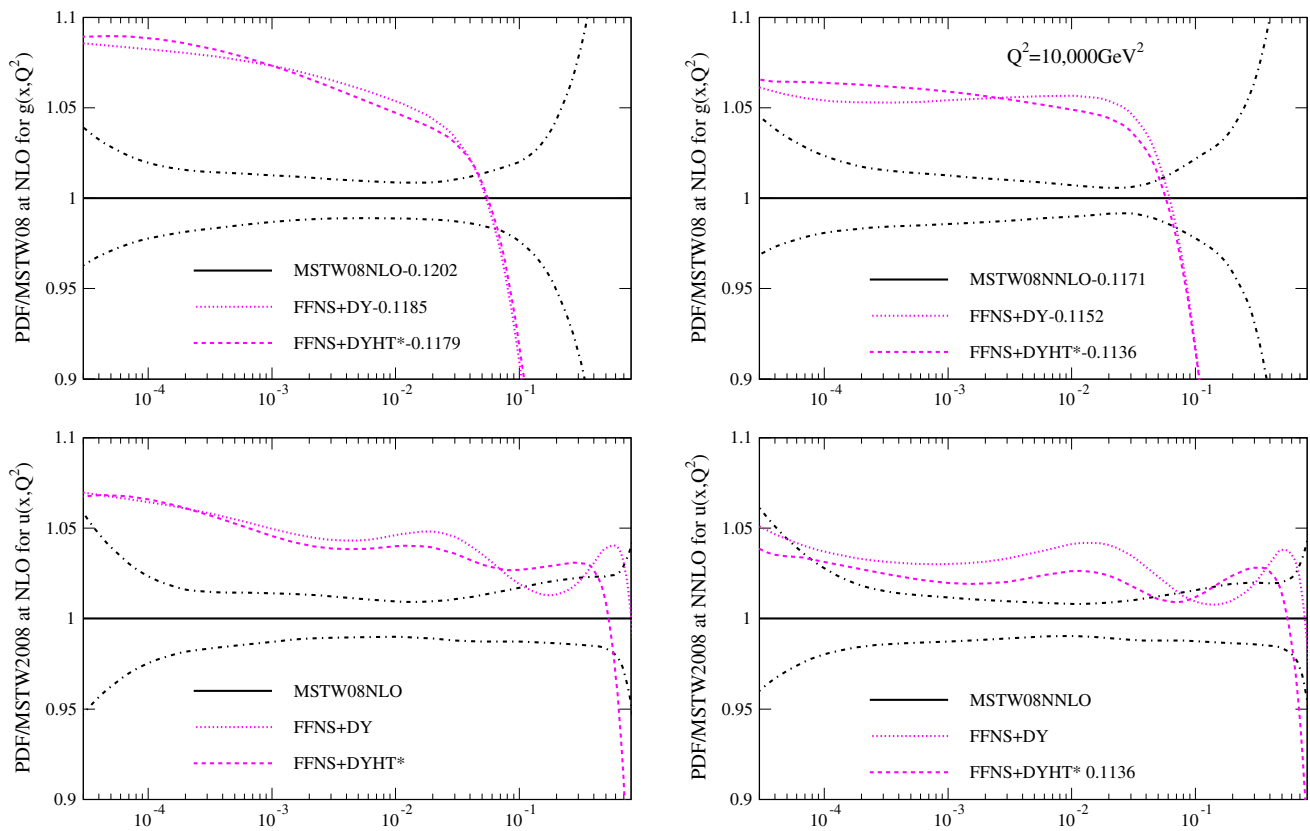 PDF/MSTW08 at NLO for g(x,Q²)
1.1
1.05
1
0.95
0.9
MSTW08NLO-0.1202
FFNS+DY-0.1185
FFNS+DYHT*-0.1179
10⁻⁴ 10⁻³ 10⁻² 10⁻¹
PDF/MSTW08 at NLO for g(x,Q²)
1.1
Q²=10,000GeV²
1.05
1
0.95
0.9
MSTW08NNLO-0.1171
FFNS+DY-0.1152
FFNS+DYHT*-0.1136
10⁻⁴ 10⁻³ 10⁻² 10⁻¹
PDF/MSTW2008 at NLO for u(x,Q²)
1.1
1.05
1
0.95
0.9
MSTW08NLO
FFNS+DY
FFNS+DYHT*
10⁻⁴ 10⁻³ 10⁻² 10⁻¹
PDF/MSTW2008 at NNLO for u(x,Q²)
1.1
1.05
1
0.95
0.9
MSTW08NNLO
FFNS+DY
FFNS+DYHT* 0.1136
10⁻⁴ 10⁻³ 10⁻² 10⁻¹